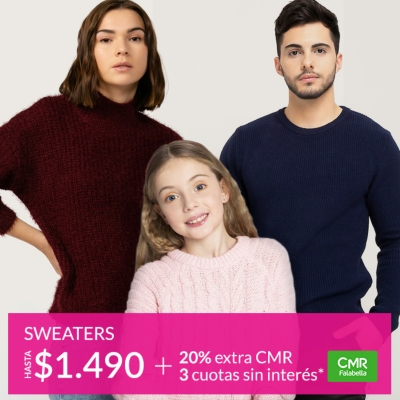 SWEATERS
HASTA $1.490 + 20% extra CMR
3 cuotas sin interés*
CMR
Falabella